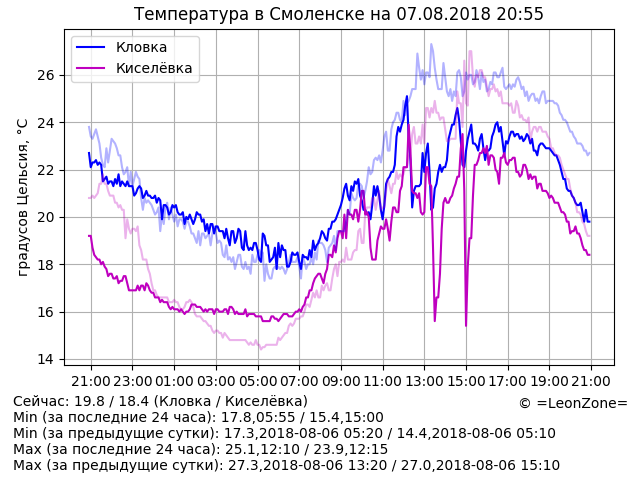 Температура в Смоленске на 07.08.2018 20:55
Кловка
Киселёвка
градусов Цельсия, °C
26
24
22
20
18
16
14
21:00 23:00 01:00 03:00 05:00 07:00 09:00 11:00 13:00 15:00 17:00 19:00 21:00
Сейчас: 19.8 / 18.4 (Кловка / Киселёвка)
© =LeonZone=
Min (за последние 24 часа): 17.8,05:55 / 15.4,15:00
Min (за предыдущие сутки): 17.3,2018-08-06 05:20 / 14.4,2018-08-06 05:10
Max (за последние 24 часа): 25.1,12:10 / 23.9,12:15
Max (за предыдущие сутки): 27.3,2018-08-06 13:20 / 27.0,2018-08-06 15:10